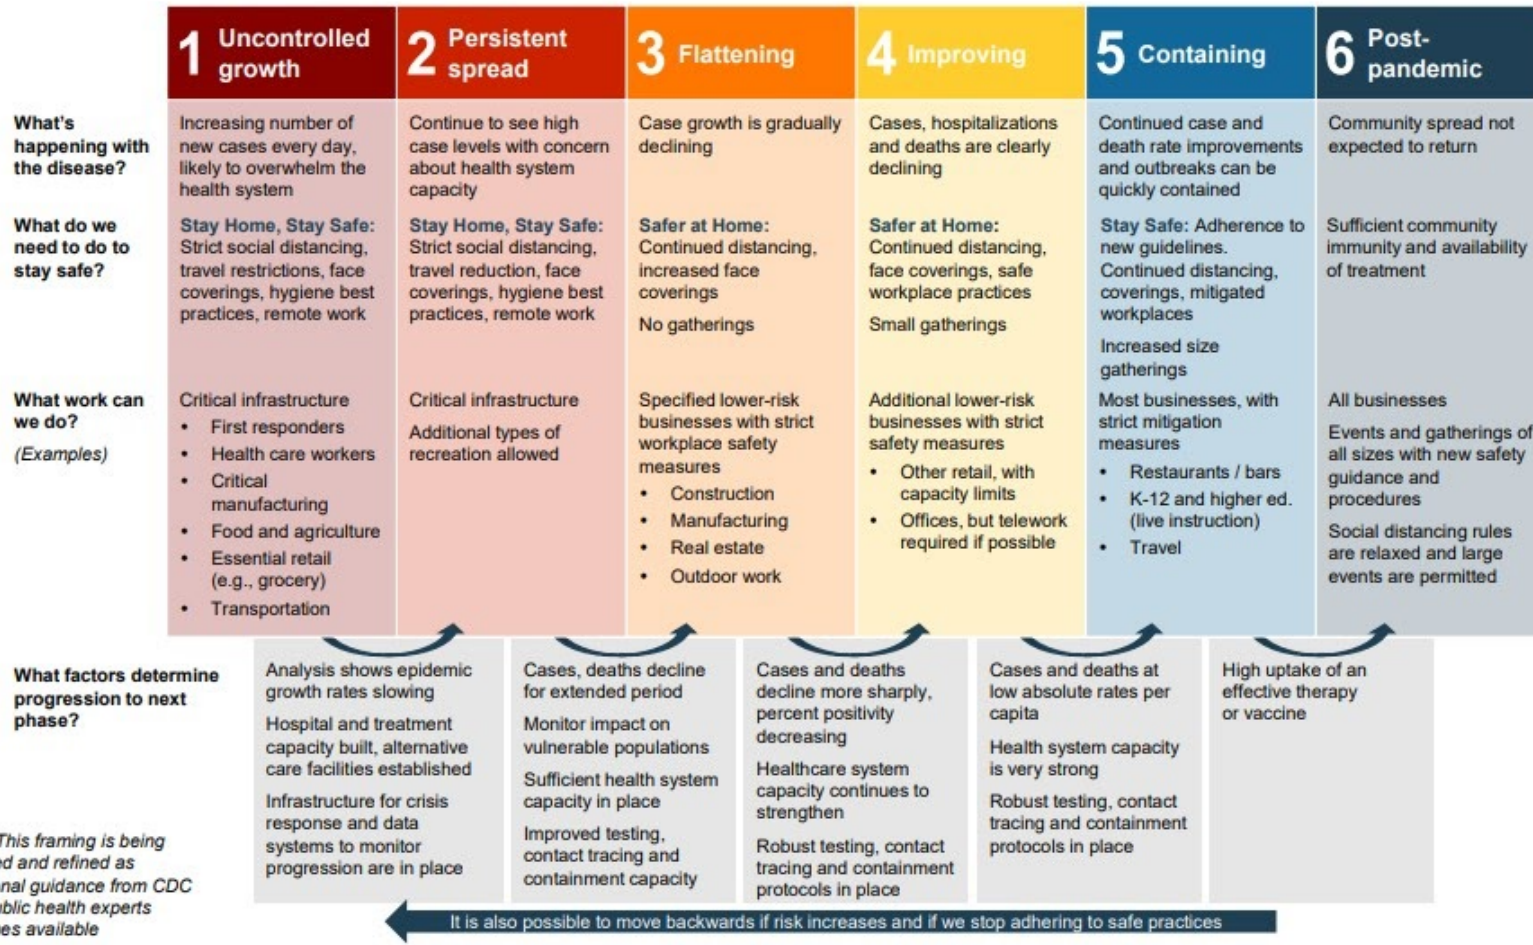 1 Uncontrolled
growth
2 Persistent
spread
3 Flattening
4 Improving
5 Containing
6 Post-
pandemic
What's
happening with
the disease?
Increasing number of
new cases every day,
likely to overwhelm the
health system
Continue to see high
case levels with concern
about health system
capacity
Case growth is gradually
declining
Cases, hospitalizations
and deaths are clearly
declining
Continued case and
death rate improvements
and outbreaks can be
quickly contained
Community spread not
expected to return
What do we
need to do to
stay safe?
Stay Home, Stay Safe:
Strict social distancing,
travel restrictions, face
coverings, hygiene best
practices, remote work
Stay Home, Stay Safe:
Strict social distancing,
travel reduction, face
coverings, hygiene best
practices, remote work
Safer at Home:
Continued distancing,
increased face
coverings
No gatherings
Safer at Home:
Continued distancing,
face coverings, safe
workplace practices
Small gatherings
Stay Safe: Adherence to
new guidelines.
Continued distancing,
coverings, mitigated
workplaces
Increased size
gatherings
Sufficient community
immunity and availability
of treatment
What work can
we do?
(Examples)
Critical infrastructure
• First responders
• Health care workers
• Critical
manufacturing
• Food and agriculture
• Essential retail
(e.g., grocery)
• Transportation
Critical infrastructure
Additional types of
recreation allowed
Specified lower-risk
businesses with strict
workplace safety
measures
• Construction
• Manufacturing
• Real estate
• Outdoor work
Additional lower-risk
businesses with strict
safety measures
• Other retail, with
capacity limits
• Offices, but telework
required if possible
Most businesses, with
strict mitigation
measures
• Restaurants / bars
• K-12 and higher ed.
(live instruction)
• Travel
All businesses
Events and gatherings of
all sizes with new safety
guidance and
procedures
Social distancing rules
are relaxed and large
events are permitted
What factors determine
progression to next
phase?
Analysis shows epidemic
growth rates slowing
Hospital and treatment
capacity built, alternative
care facilities established
Infrastructure for crisis
response and data
systems to monitor
progression are in place
Cases, deaths decline
for extended period
Monitor impact on
vulnerable populations
Sufficient health system
capacity in place
Improved testing,
contact tracing and
containment capacity
Cases and deaths
decline more sharply,
percent positivity
decreasing
Healthcare system
capacity continues to
strengthen
Robust testing, contact
tracing and containment
protocols in place
Cases and deaths at
low absolute rates per
capita
Health system capacity
is very strong
Robust testing, contact
tracing and containment
protocols in place
High uptake of an
effective therapy
or vaccine
This framing is being
ed and refined as
nal guidance from CDC
ublic health experts
es available
It is also possible to move backwards if risk increases and if we stop adhering to safe practices